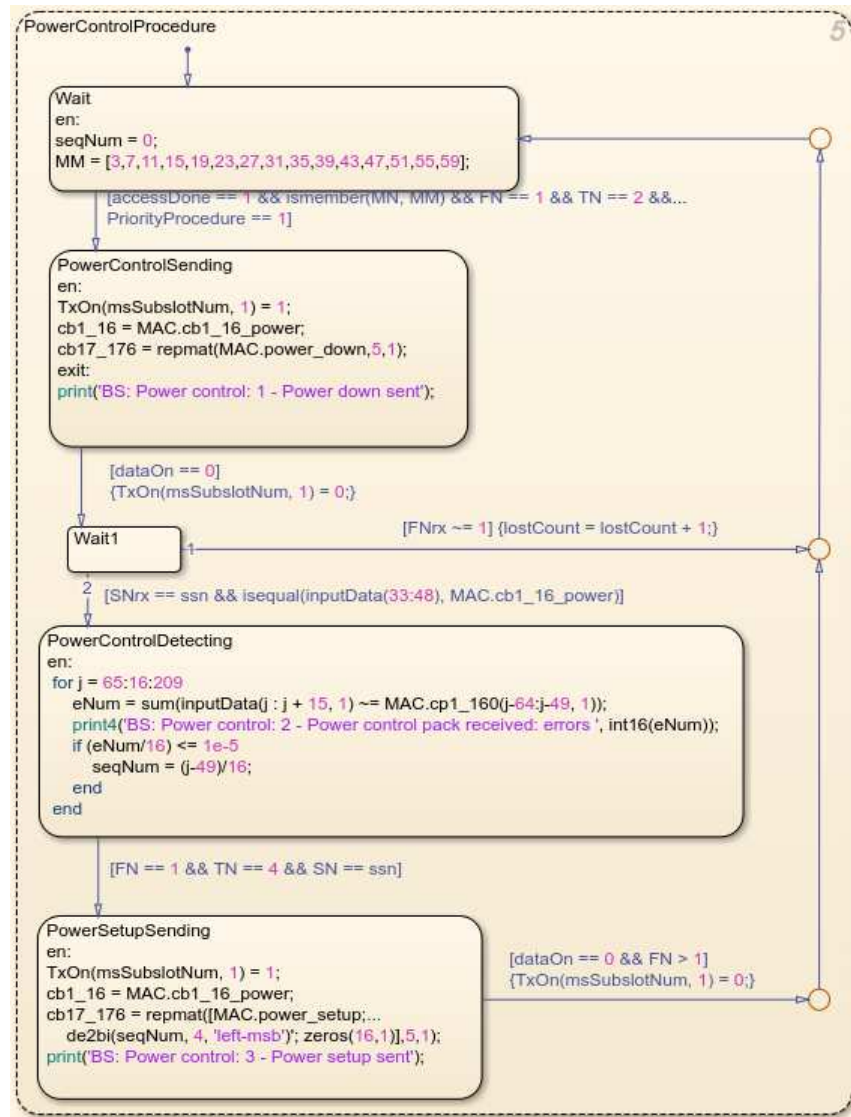 PowerControlProcedure
5
Wait
en:
seqNum = 0;
MM = [3,7,11,15,19,23,27,31,35,39,43,47,51,55,59];
[accessDone == 1 && ismember(MN, MM) && FN == 1 && TN == 2 &&...
PriorityProcedure == 1]
PowerControlSending
en:
TxOn(msSubslotNum, 1) = 1;
cb1_16 = MAC.cb1_16_power;
cb17_176 = repmat(MAC.power_down,5,1);
exit:
print('BS: Power control: 1 - Power down sent');
[dataOn == 0]
{TxOn(msSubslotNum, 1) = 0;}
[FNrx ~= 1] {lostCount = lostCount + 1;}
Wait1
1
2
[SNrx == ssn && isequal(inputData(33:48), MAC.cb1_16_power)]
PowerControlDetecting
en:
for j = 65:16:209
eNum = sum(inputData(j : j + 15, 1) ~= MAC.cp1_160(j-64:j-49, 1));
print4('BS: Power control: 2 - Power control pack received: errors ', int16(eNum));
if (eNum/16) <= 1e-5
seqNum = (j-49)/16;
end
end
[FN == 1 && TN == 4 && SN == ssn]
PowerSetupSending
en:
TxOn(msSubslotNum, 1) = 1;
cb1_16 = MAC.cb1_16_power;
cb17_176 = repmat([MAC.power_setup;...
de2bi(seqNum, 4, 'left-msb')'; zeros(16,1)],5,1);
print('BS: Power control: 3 - Power setup sent');
[dataOn == 0 && FN > 1]
{TxOn(msSubslotNum, 1) = 0;}